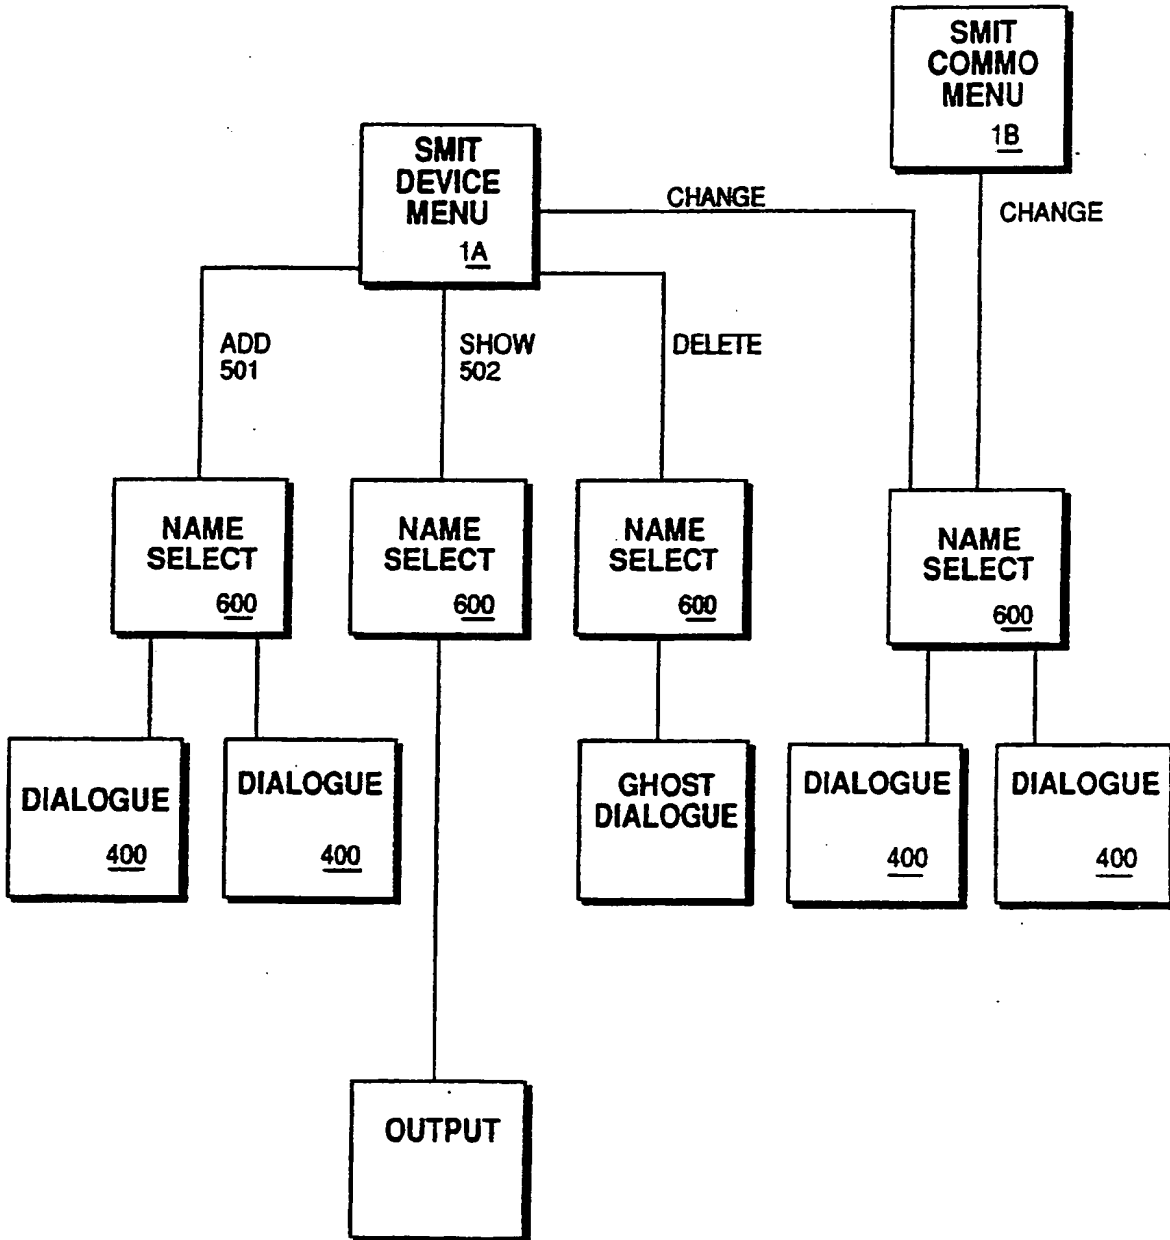 SMIT
COMMO
MENU
1B
SMIT
DEVICE
MENU
1A
CHANGE
CHANGE
ADD
501
SHOW
502
DELETE
NAME
SELECT
600
NAME
SELECT
600
NAME
SELECT
600
NAME
SELECT
600
DIALOGUE
400
DIALOGUE
400
GHOST
DIALOGUE
DIALOGUE
400
DIALOGUE
400
OUTPUT